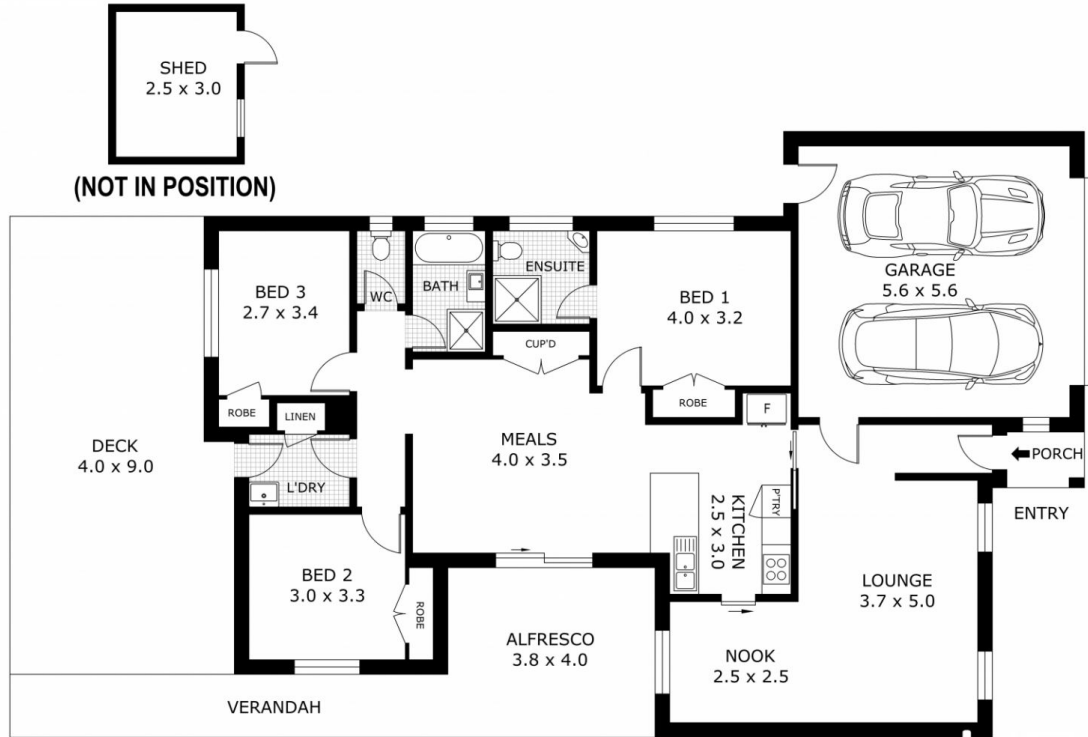 SHED
2.5 x 3.0
(NOT IN POSITION)
BED 3
2.7 x 3.4
WC
BATH
ENSUITE
BED 1
4.0 x 3.2
GARAGE
5.6 x 5.6
CUP'D
ROBE
LINEN
ROBE
F
DECK
4.0 x 9.0
MEALS
4.0 x 3.5
PORCH
L'DRY
P'TRY
KITCHEN
2.5 x 3.0
ENTRY
BED 2
3.0 x 3.3
ROBE
LOUNGE
3.7 x 5.0
ALFRESCO
3.8 x 4.0
NOOK
2.5 x 2.5
VERANDAH